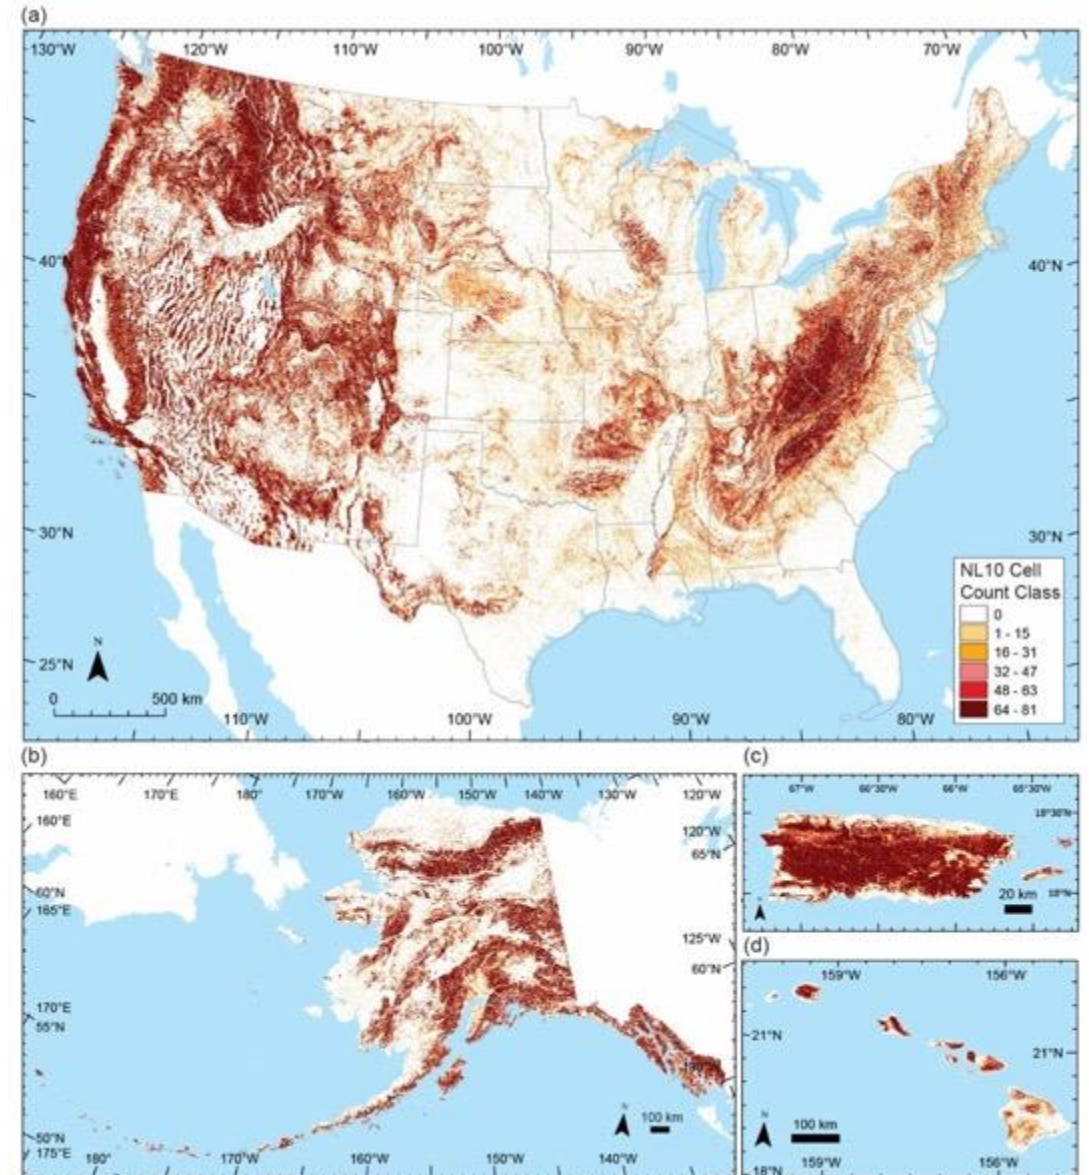 (a)
130°W 120°W 110°W 100°W 90°W 80°W 70°W
40°N 40°N
30°N 30°N
NL10 Cell
Count Class
0
1 - 15
16 - 31
32 - 47
48 - 63
64 - 81
N
25°N
0 500 km
110°W 100°W 90°W 80°W
(b)
160°E 170°E 180° 170°W 160°W 150°W 140°W 130°W 120°W
160°E
120°W
65°N
60°N
165°E
125°W
60°N
170°E
55°N
N
100 km
50°N
175°E
180° 170°W 160°W 150°W 140°W
(c)
67°W 66°30'W 66°W 65°30'W
18°30'N
18°N
20 km
(d)
159°W 156°W
21°N 21°N
N
100 km
18°N
159°W 156°W